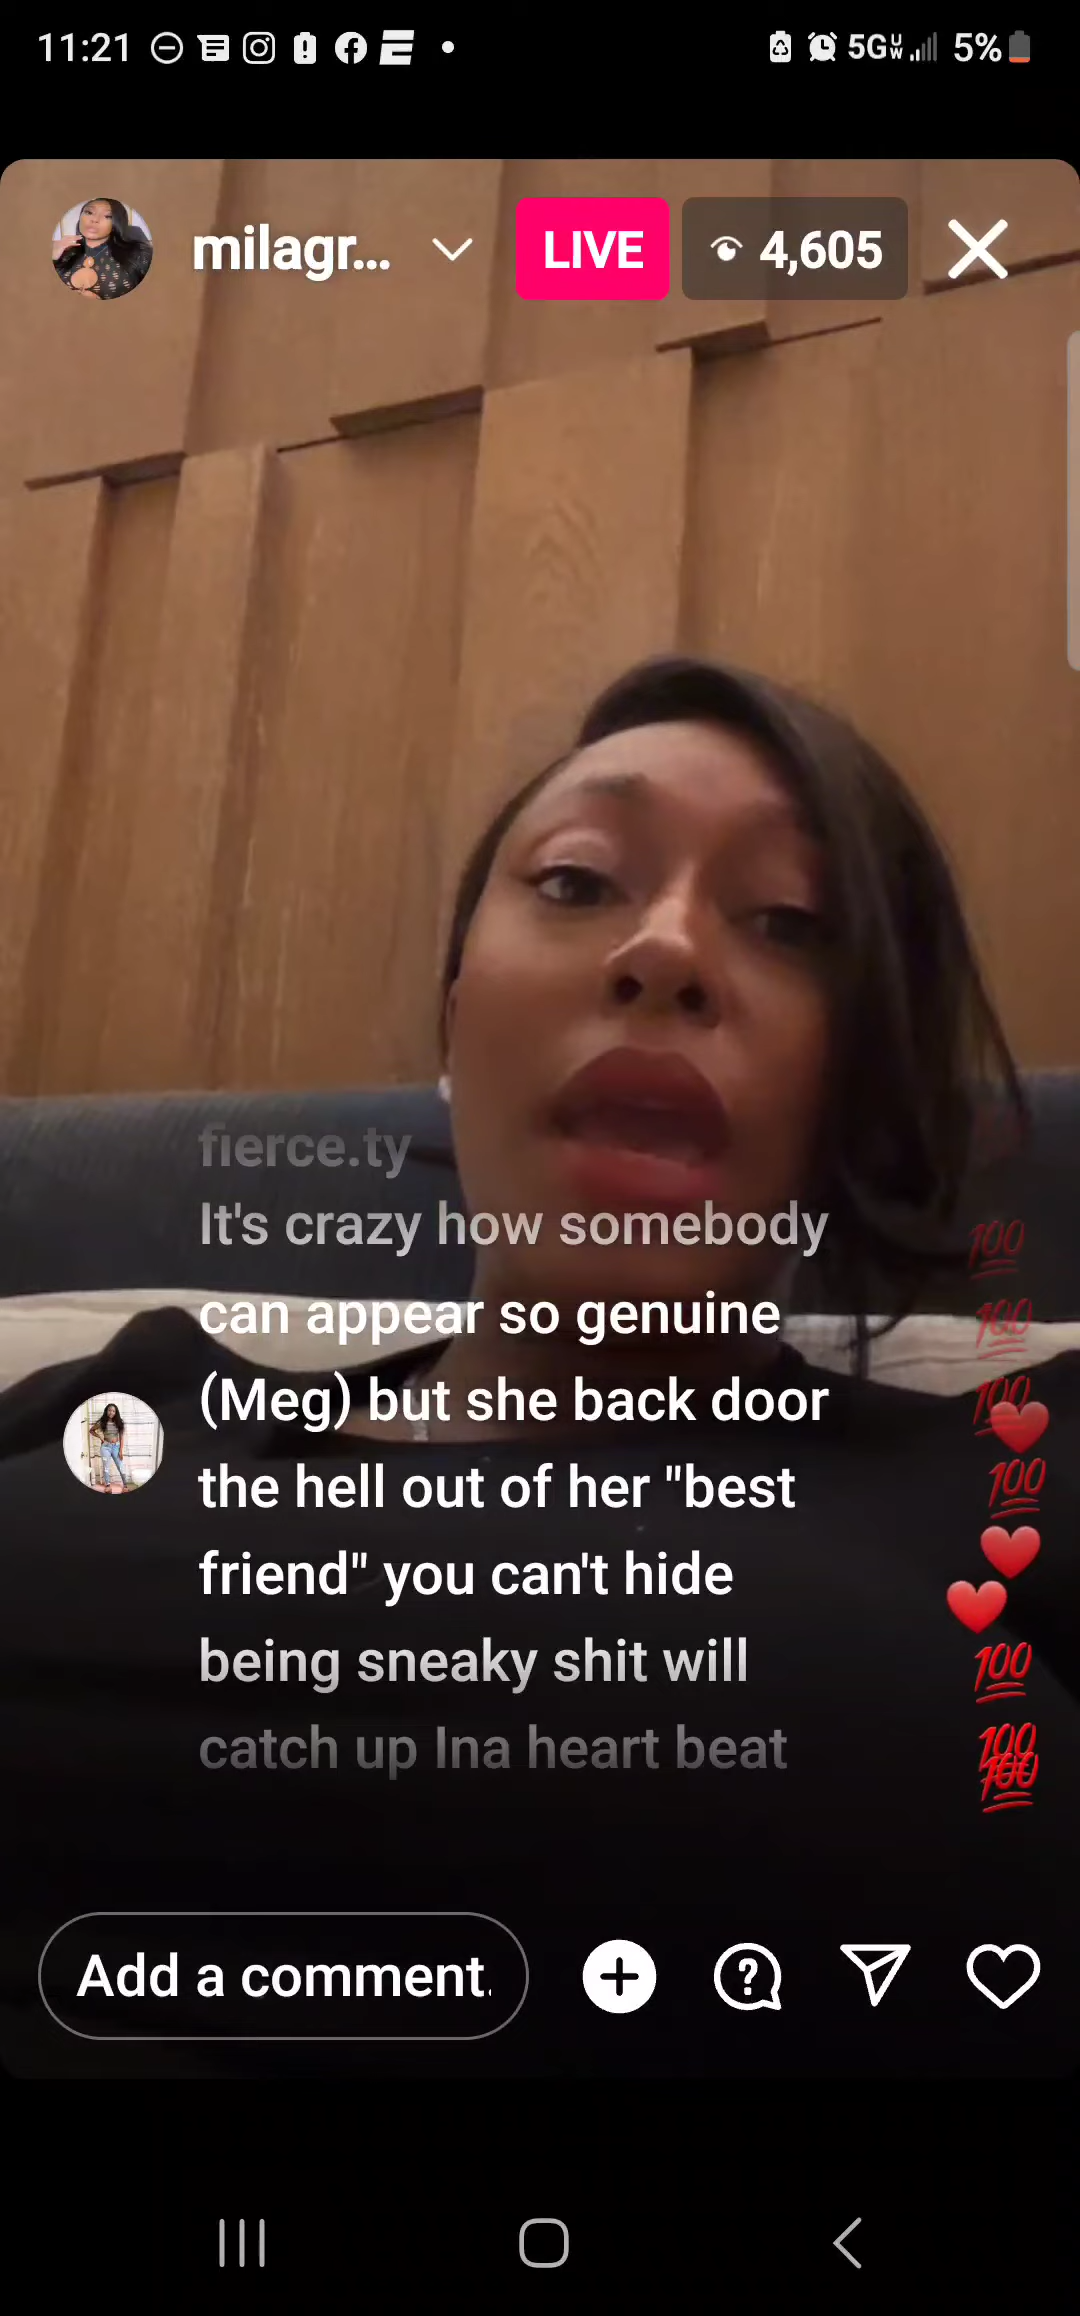 11:21 5G UW 5%
milagr... LIVE 4,605
fierce.ty
It's crazy how somebody
can appear so genuine
(Meg) but she back door
the hell out of her "best
friend" you can't hide
being sneaky shit will
catch up Ina heart beat
💯
💯
💯
💯
💯
💯
💯
Add a comment.